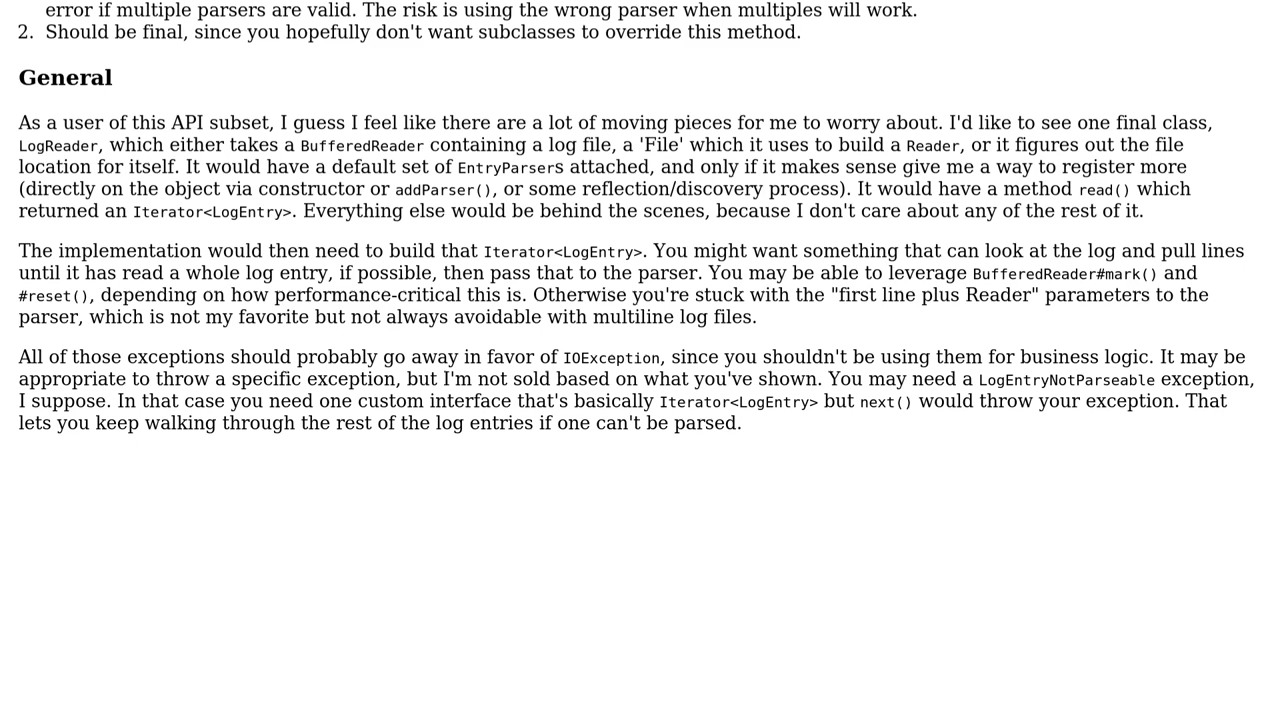 error if multiple parsers are valid. The risk is using the wrong parser when multiples will work.
2. Should be final, since you hopefully don't want subclasses to override this method.
General
As a user of this API subset, I guess I feel like there are a lot of moving pieces for me to worry about. I'd like to see one final class,
LogReader, which either takes a BufferedReader containing a log file, a 'File' which it uses to build a Reader, or it figures out the file
location for itself. It would have a default set of EntryParsers attached, and only if it makes sense give me a way to register more
(directly on the object via constructor or addParser(), or some reflection/discovery process). It would have a method read() which
returned an Iterator<LogEntry>. Everything else would be behind the scenes, because I don't care about any of the rest of it.
The implementation would then need to build that Iterator<LogEntry>. You might want something that can look at the log and pull lines
until it has read a whole log entry, if possible, then pass that to the parser. You may be able to leverage BufferedReader#mark() and
#reset(), depending on how performance-critical this is. Otherwise you're stuck with the "first line plus Reader" parameters to the
parser, which is not my favorite but not always avoidable with multiline log files.
All of those exceptions should probably go away in favor of IOException, since you shouldn't be using them for business logic. It may be
appropriate to throw a specific exception, but I'm not sold based on what you've shown. You may need a LogEntryNotParseable exception,
I suppose. In that case you need one custom interface that's basically Iterator<LogEntry> but next() would throw your exception. That
lets you keep walking through the rest of the log entries if one can't be parsed.